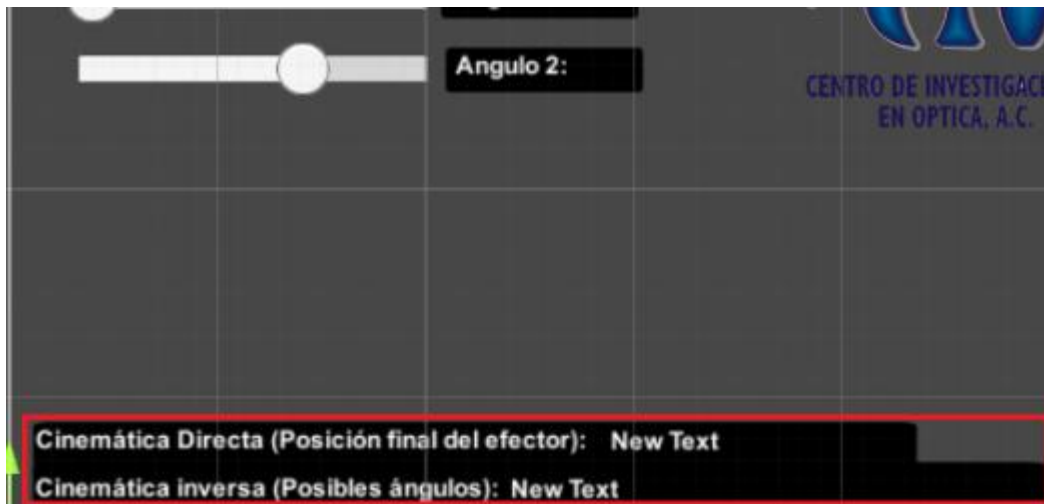 Angulo 2:
CENTRO DE INVESTIGACI
EN OPTICA, A.C.
Cinemática Directa (Posición final del efector): New Text
Cinemática inversa (Posibles ángulos): New Text